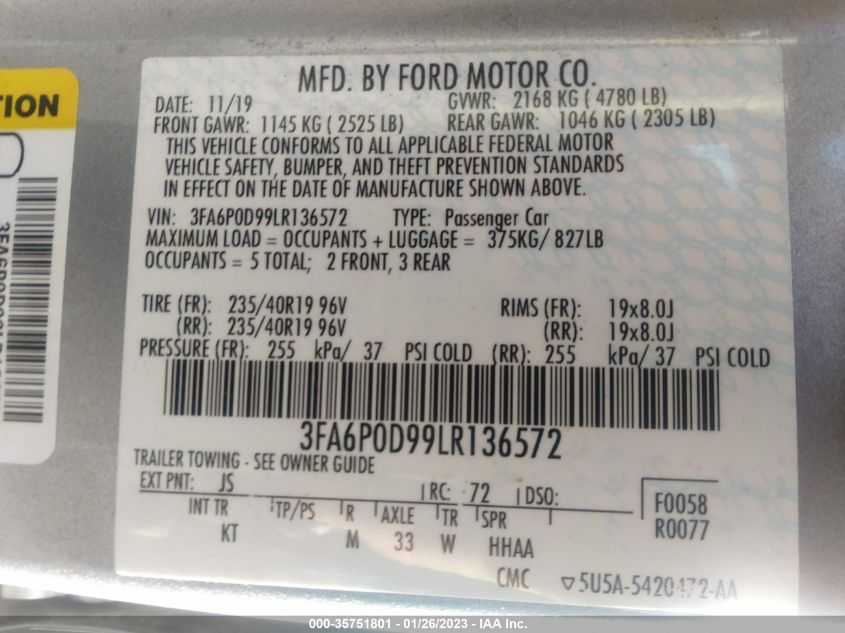 TION
MFD. BY FORD MOTOR CO.
DATE: 11/19 GVWR: 2168 KG ( 4780 LB)
FRONT GAWR: 1145 KG ( 2525 LB) REAR GAWR: 1046 KG ( 2305 LB)
THIS VEHICLE CONFORMS TO ALL APPLICABLE FEDERAL MOTOR
VEHICLE SAFETY, BUMPER, AND THEFT PREVENTION STANDARDS
IN EFFECT ON THE DATE OF MANUFACTURE SHOWN ABOVE.
VIN: 3FA6P0D99LR136572 TYPE: Passenger Car
MAXIMUM LOAD = OCCUPANTS + LUGGAGE = 375KG/ 827LB
OCCUPANTS = 5 TOTAL; 2 FRONT, 3 REAR
TIRE (FR): 235/40R19 96V RIMS (FR): 19x8.0J
(RR): 235/40R19 96V (RR): 19x8.0J
PRESSURE (FR): 255 kPa/ 37 PSI COLD (RR): 255 kPa/ 37 PSI COLD
3FA6P0D99LR136572
TRAILER TOWING - SEE OWNER GUIDE
EXT PNT: JS RC: 72 DSO: F0058
INT TR TP/PS R AXLE TR SPR R0077
KT M 33 W HHAA
CMC 5U5A-5420472-AA
000-35751801 - 01/26/2023 - IAA Inc.